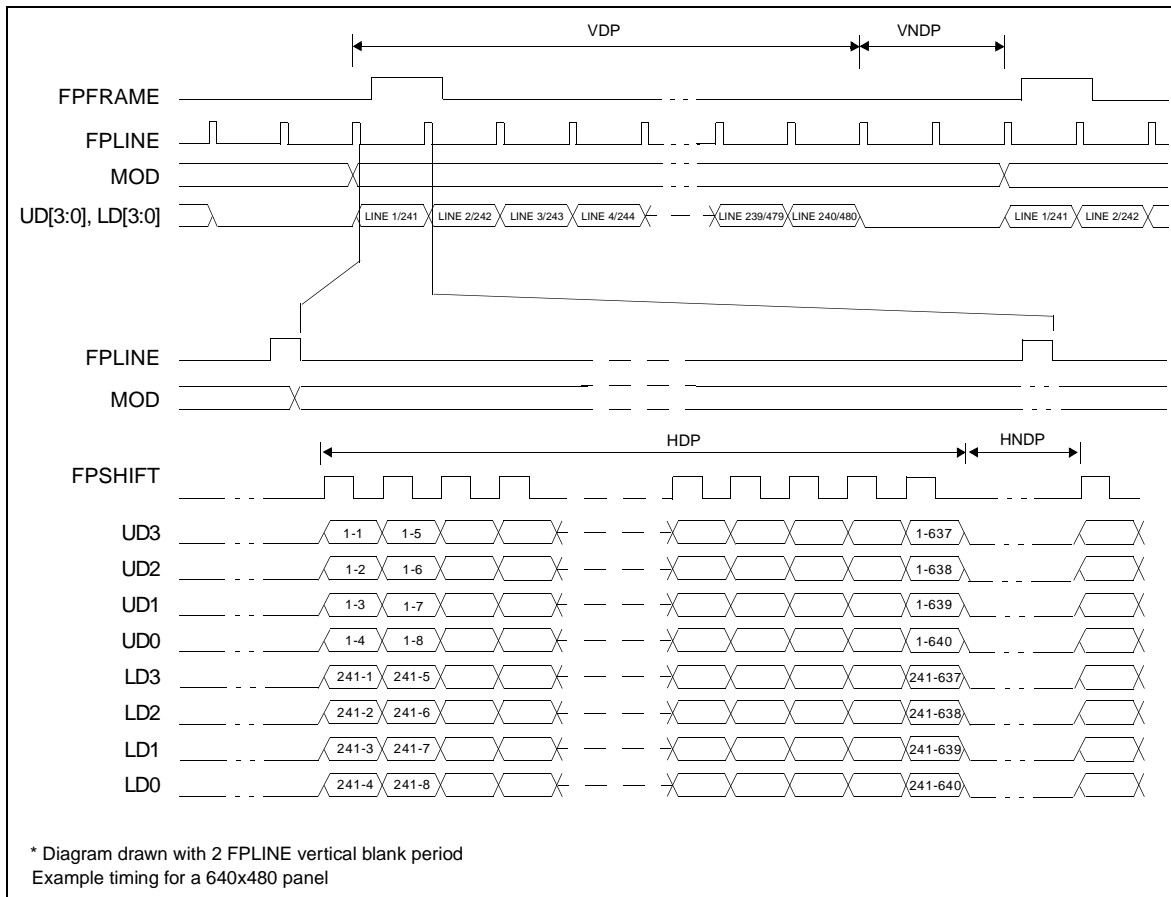 VDP VNDP
FPFRAME
FPLINE
MOD
UD[3:0], LD[3:0] LINE 1/241 LINE 2/242 LINE 3/243 LINE 4/244 LINE 239/479 LINE 240/480 LINE 1/241 LINE 2/242
FPLINE
MOD
HDP HNDP
FPSHIFT
UD3 1-1 1-5 1-637
UD2 1-2 1-6 1-638
UD1 1-3 1-7 1-639
UD0 1-4 1-8 1-640
LD3 241-1 241-5 241-637
LD2 241-2 241-6 241-638
LD1 241-3 241-7 241-639
LD0 241-4 241-8 241-640
* Diagram drawn with 2 FPLINE vertical blank period
Example timing for a 640x480 panel